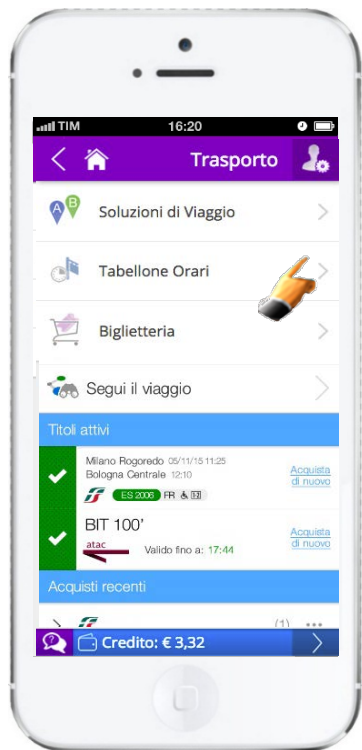 TIM 16:20
Trasporto
A B Soluzioni di Viaggio
Tabellone Orari
Biglietteria
Segui il viaggio
Titoli attivi
Milano Rogoredo 05/11/15 11:25
Bologna Centrale 12:10
Acquista
di nuovo
ES 2006 FR
BIT 100'
atac
Valido fino a: 17:44
Acquista
di nuovo
Acquisti recenti
(1) •••
Credito: € 3,32